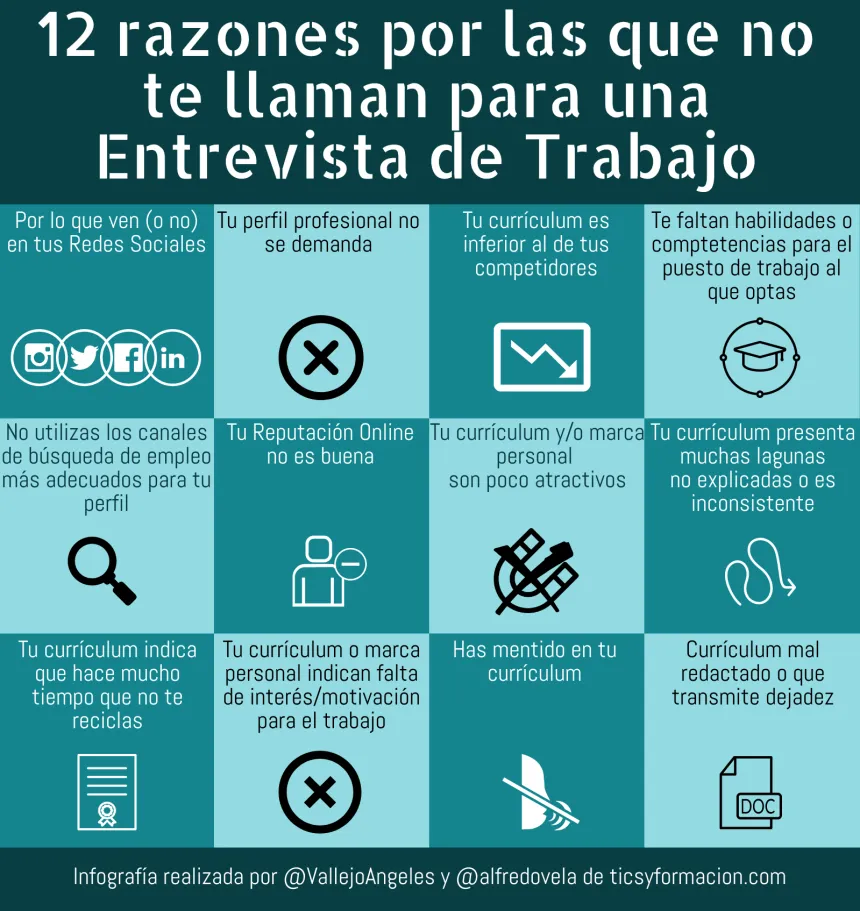 12 razones por las que no
te llaman para una
Entrevista de Trabajo
Por lo que ven (o no)
en tus Redes Sociales
Tu perfil profesional no
se demanda
Tu currículum es
inferior al de tus
competidores
Te faltan habilidades o
comptetencias para el
puesto de trabajo al
que optas
in
No utilizas los canales
de búsqueda de empleo
más adecuados para tu
perfil
Tu Reputación Online
no es buena
Tu currículum y/o marca
personal
son poco atractivos
Tu currículum presenta
muchas lagunas
no explicadas o es
inconsistente
Tu currículum indica
que hace mucho
tiempo que no te
reciclas
Tu currículum o marca
personal indican falta
de interés/motivación
para el trabajo
Has mentido en tu
currículum
Currículum mal
redactado o que
transmite dejadez
DOC
Infografía realizada por @VallejoAngeles y @alfredovela de ticsyformacion.com